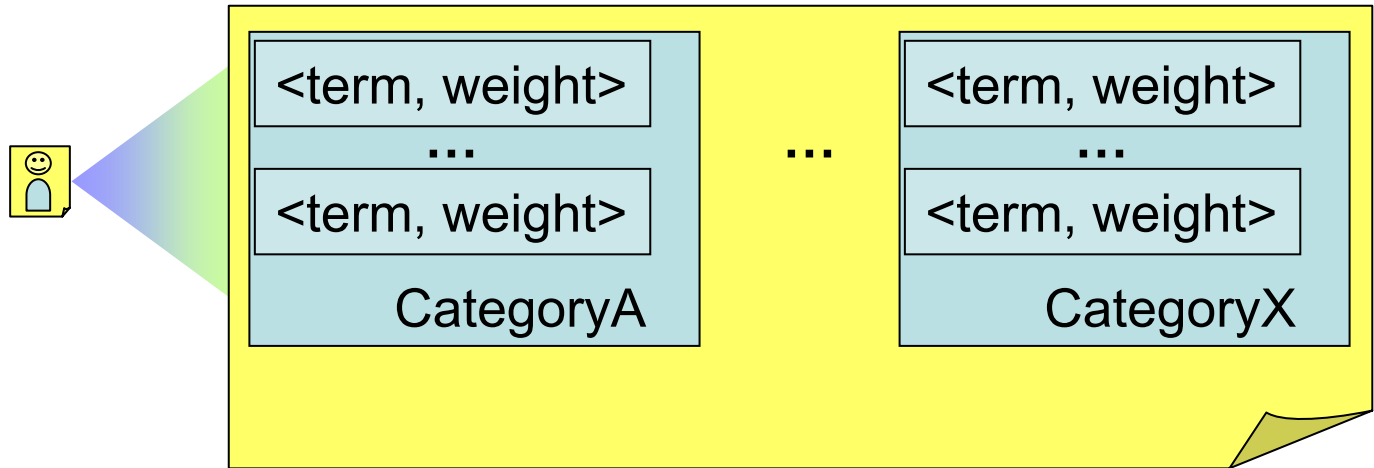 <term, weight>
<term, weight>
...
...
...
<term, weight>
<term, weight>
CategoryA
CategoryX